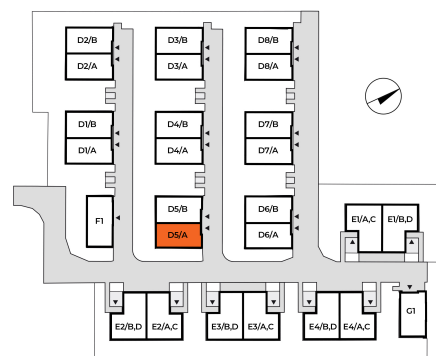 D2/B D3/B D8/B
D2/A D3/A D8/A
D1/B D4/B D7/B
D1/A D4/A D7/A
F1 D5/B D6/B
D5/A D6/A
E1/A,C E1/B,D
E2/B,D E2/A,C E3/B,D E3/A,C E4/B,D E4/A,C
G1